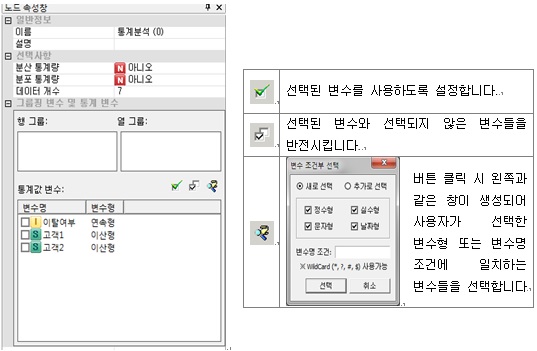 노드 속성창
일반정보
이름 통계분석 (0)
설명
선택사항
분산 통계량 N 아니오
분포 통계량 N 아니오
데이터 개수 7
그룹핑 변수 및 통계 변수
행 그룹: 열 그룹:
통계값 변수:
변수명 변수형
I 이탈여부 연속형
S 고객1 이산형
S 고객2 이산형
선택된 변수를 사용하도록 설정합니다.
선택된 변수와 선택되지 않은 변수들을
반전시킵니다.
변수 조건부 선택
새로 선택 추가로 선택
정수형 실수형
문자형 날짜형
변수명 조건:
※ WildCard (*, ?, #, $) 사용가능
선택 취소
버튼 클릭 시 왼쪽과
같은 창이 생성되어
사용자가 선택한
변수형 또는 변수명
조건에 일치하는
변수들을 선택합니다.